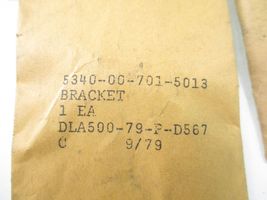 5340-00-701-5013
BRACKET
1 EA
DLA500-79-P-D567
C 9/79